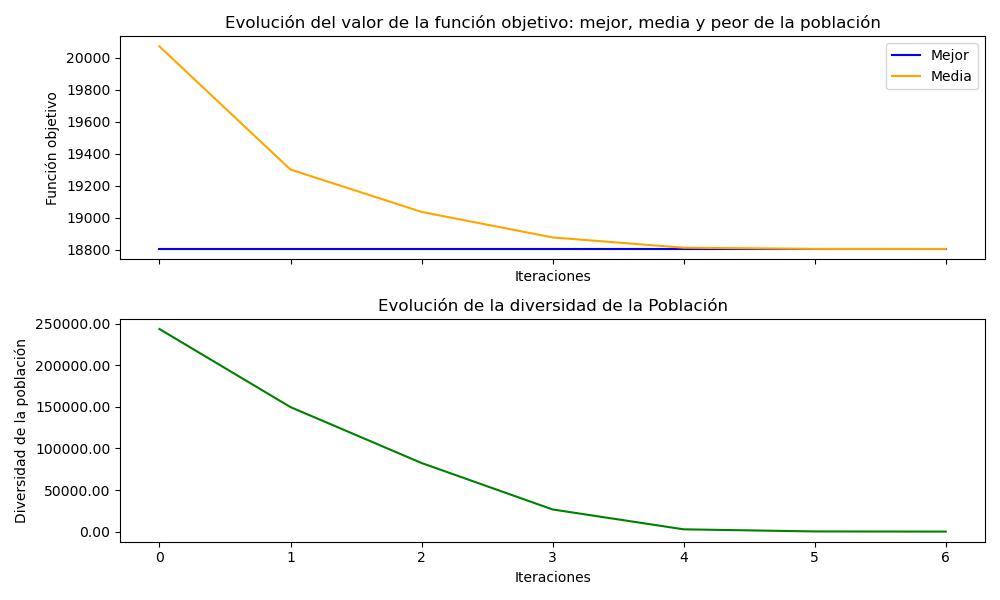 Evolución del valor de la función objetivo: mejor, media y peor de la población
Función objetivo
20000
19800
19600
19400
19200
19000
18800
Mejor
Media
Iteraciones
Evolución de la diversidad de la Población
Diversidad de la población
250000.00
200000.00
150000.00
100000.00
50000.00
0.00
0 1 2 3 4 5 6
Iteraciones